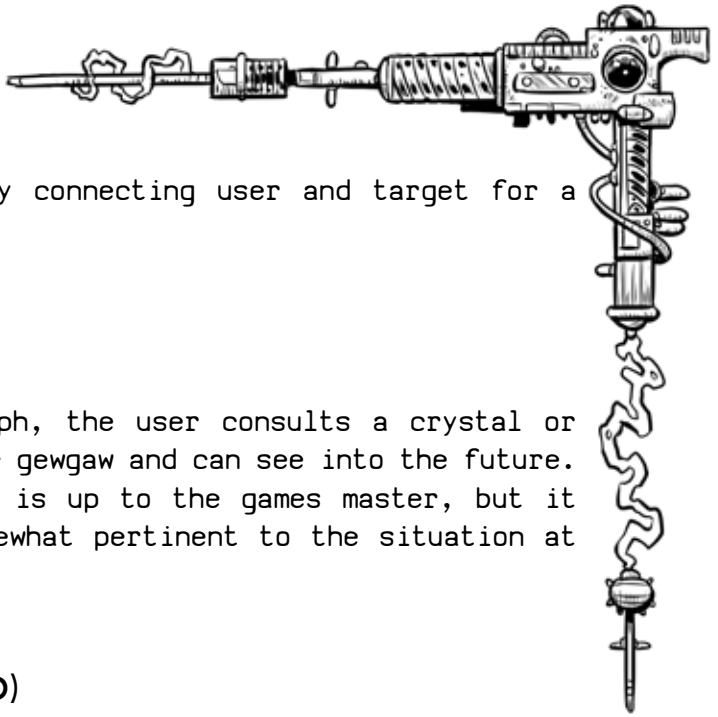 y connecting user and target for a
ph, the user consults a crystal or
gewgaw and can see into the future.
is up to the games master, but it
ewhat pertinent to the situation at
)